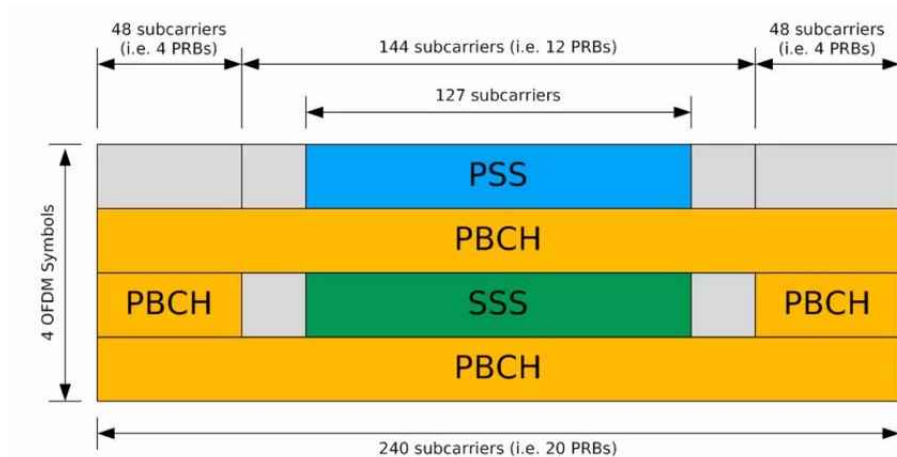 48 subcarriers
(i.e. 4 PRBs)
144 subcarriers (i.e. 12 PRBs)
48 subcarriers
(i.e. 4 PRBs)
127 subcarriers
4 OFDM Symbols
PSS
PBCH
PBCH
SSS
PBCH
PBCH
240 subcarriers (i.e. 20 PRBs)